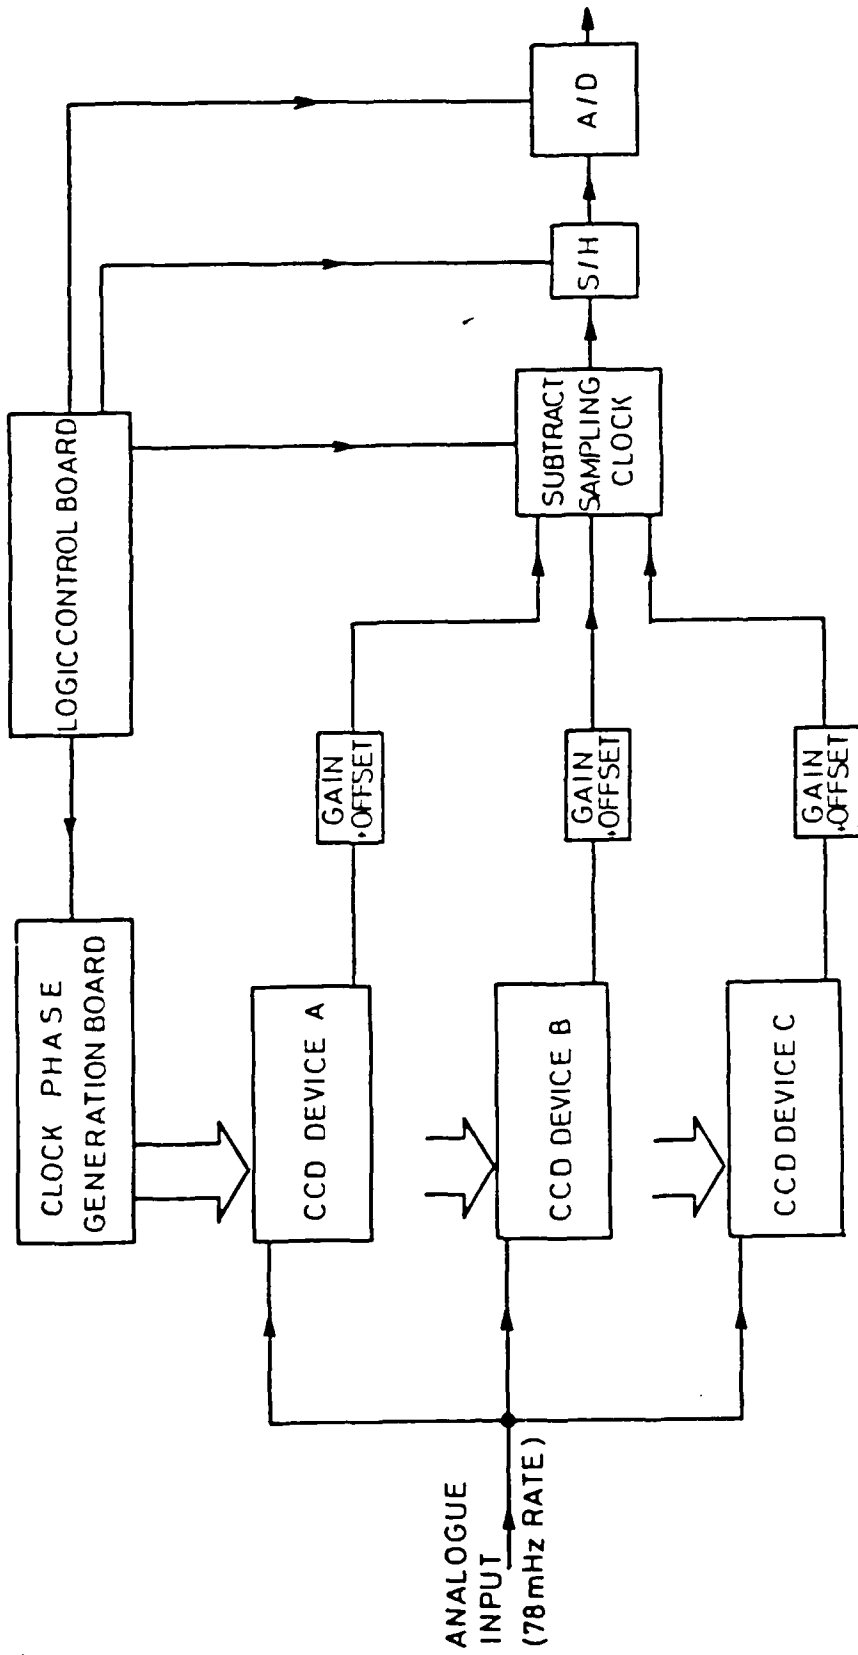 ANALOGUE
INPUT
(78mHz RATE)
CLOCK PHASE
GENERATION BOARD
LOGIC CONTROL BOARD
CCD DEVICE A
GAIN
+OFFSET
CCD DEVICE B
GAIN
+OFFSET
CCD DEVICE C
GAIN
+OFFSET
SUBTRACT
SAMPLING
CLOCK
S/H
A/D